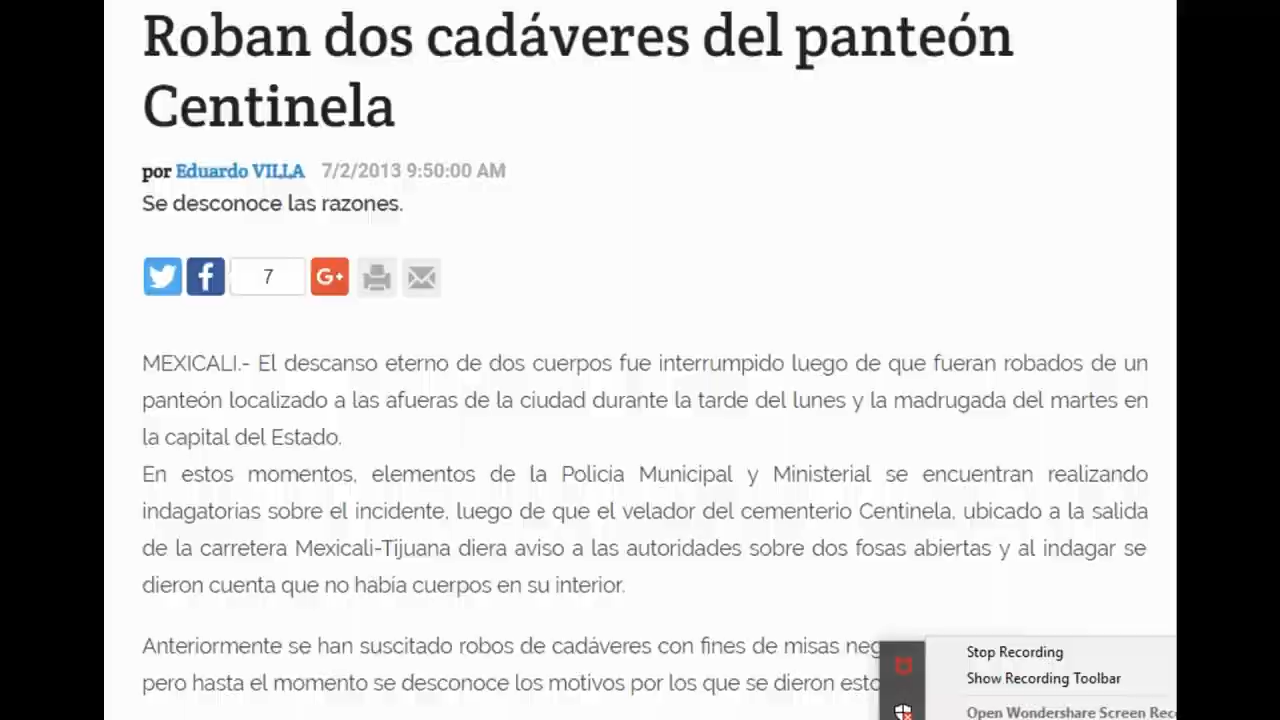 Roban dos cadáveres del panteón
Centinela
por Eduardo VILLA 7/2/2013 9:50:00 AM
Se desconoce las razones.
7
G+
MEXICALI.- El descanso eterno de dos cuerpos fue interrumpido luego de que fueran robados de un
panteón localizado a las afueras de la ciudad durante la tarde del lunes y la madrugada del martes en
la capital del Estado.
En estos momentos, elementos de la Policía Municipal y Ministerial se encuentran realizando
indagatorias sobre el incidente, luego de que el velador del cementerio Centinela, ubicado a la salida
de la carretera Mexicali-Tijuana diera aviso a las autoridades sobre dos fosas abiertas y al indagar se
dieron cuenta que no había cuerpos en su interior.
Anteriormente se han suscitado robos de cadáveres con fines de misas neg
pero hasta el momento se desconoce los motivos por los que se dieron esto
Stop Recording
Show Recording Toolbar
Open Wondershare Screen Rec